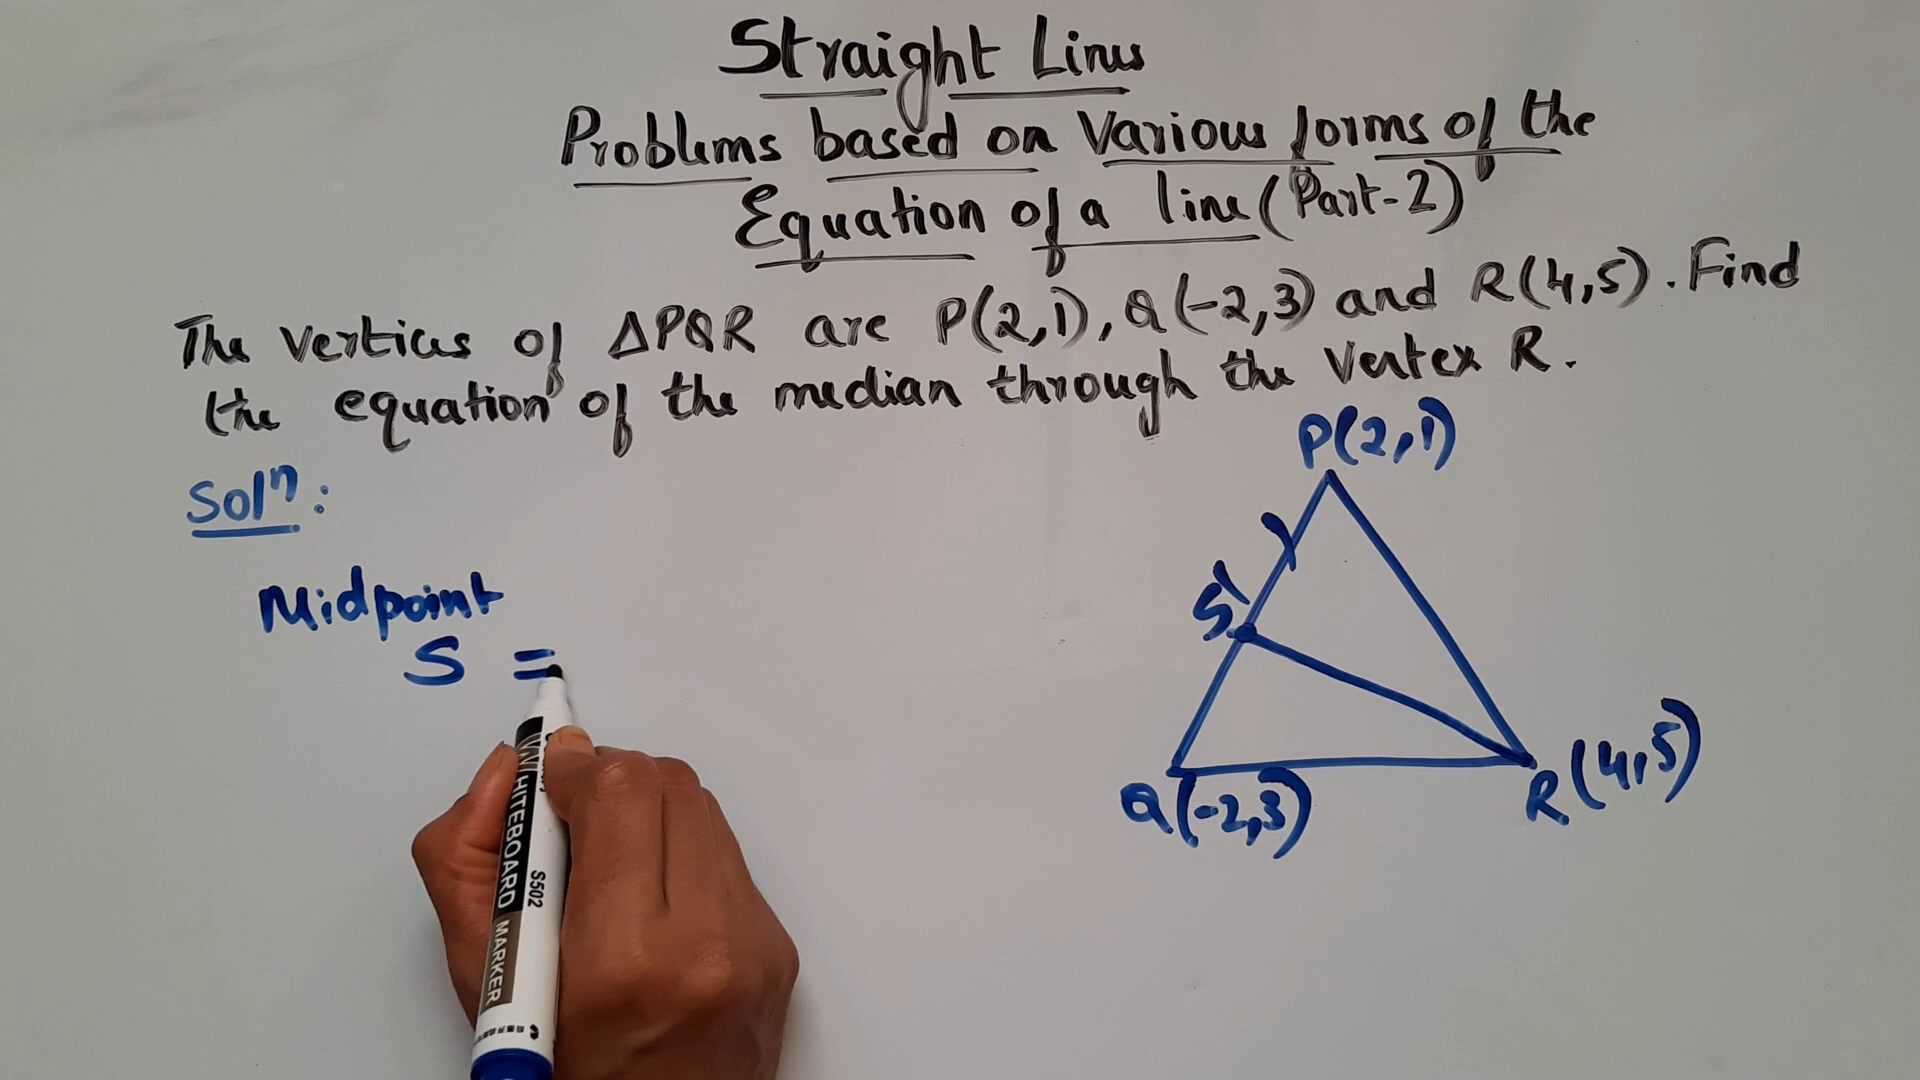 Straight Lines
Problems based on Various forms of the
Equation of a line (Part-2)
The vertices of ΔPQR are P(2,1), Q(-2,3) and R(4,5). Find
the equation of the median through the vertex R.
Solⁿ:
P(2,1)
Midpoint
S =
S
Q(-2,3)
R(4,5)
WHITEBOARD MARKER
S502